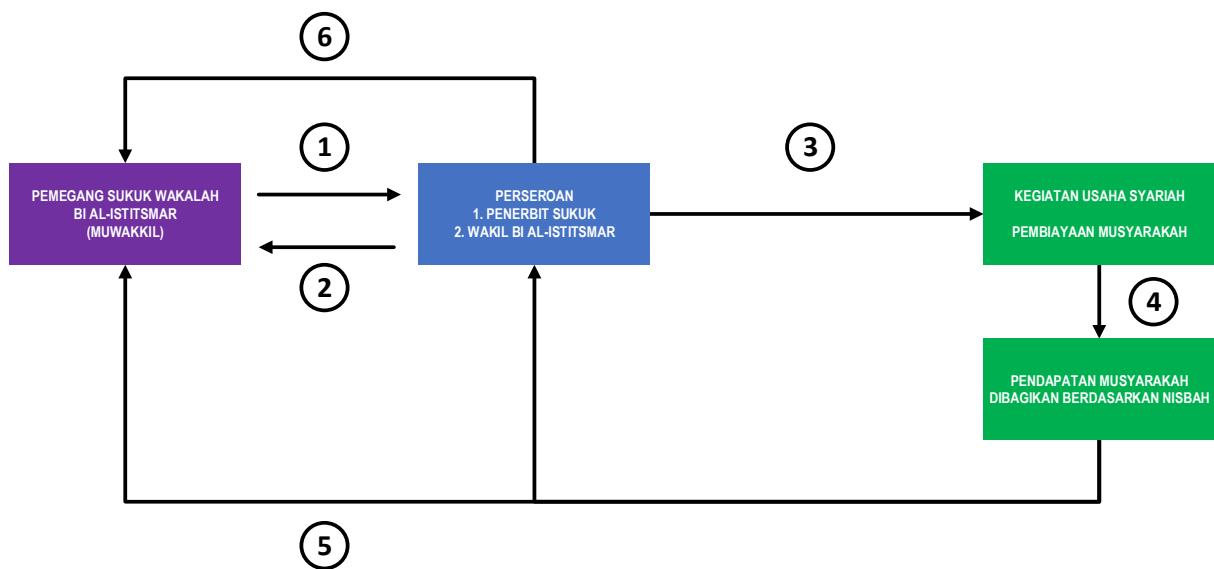 6
1
3
PEMEGANG SUKUK WAKALAH
BI AL-ISTITSMAR
(MUWAKKIL)
PERSEROAN
1. PENERBIT SUKUK
2. WAKIL BI AL-ISTITSMAR
KEGIATAN USAHA SYARIAH
PEMBIAYAAN MUSYARAKAH
2
4
PENDAPATAN MUSYARAKAH
DIBAGIKAN BERDASARKAN NISBAH
5